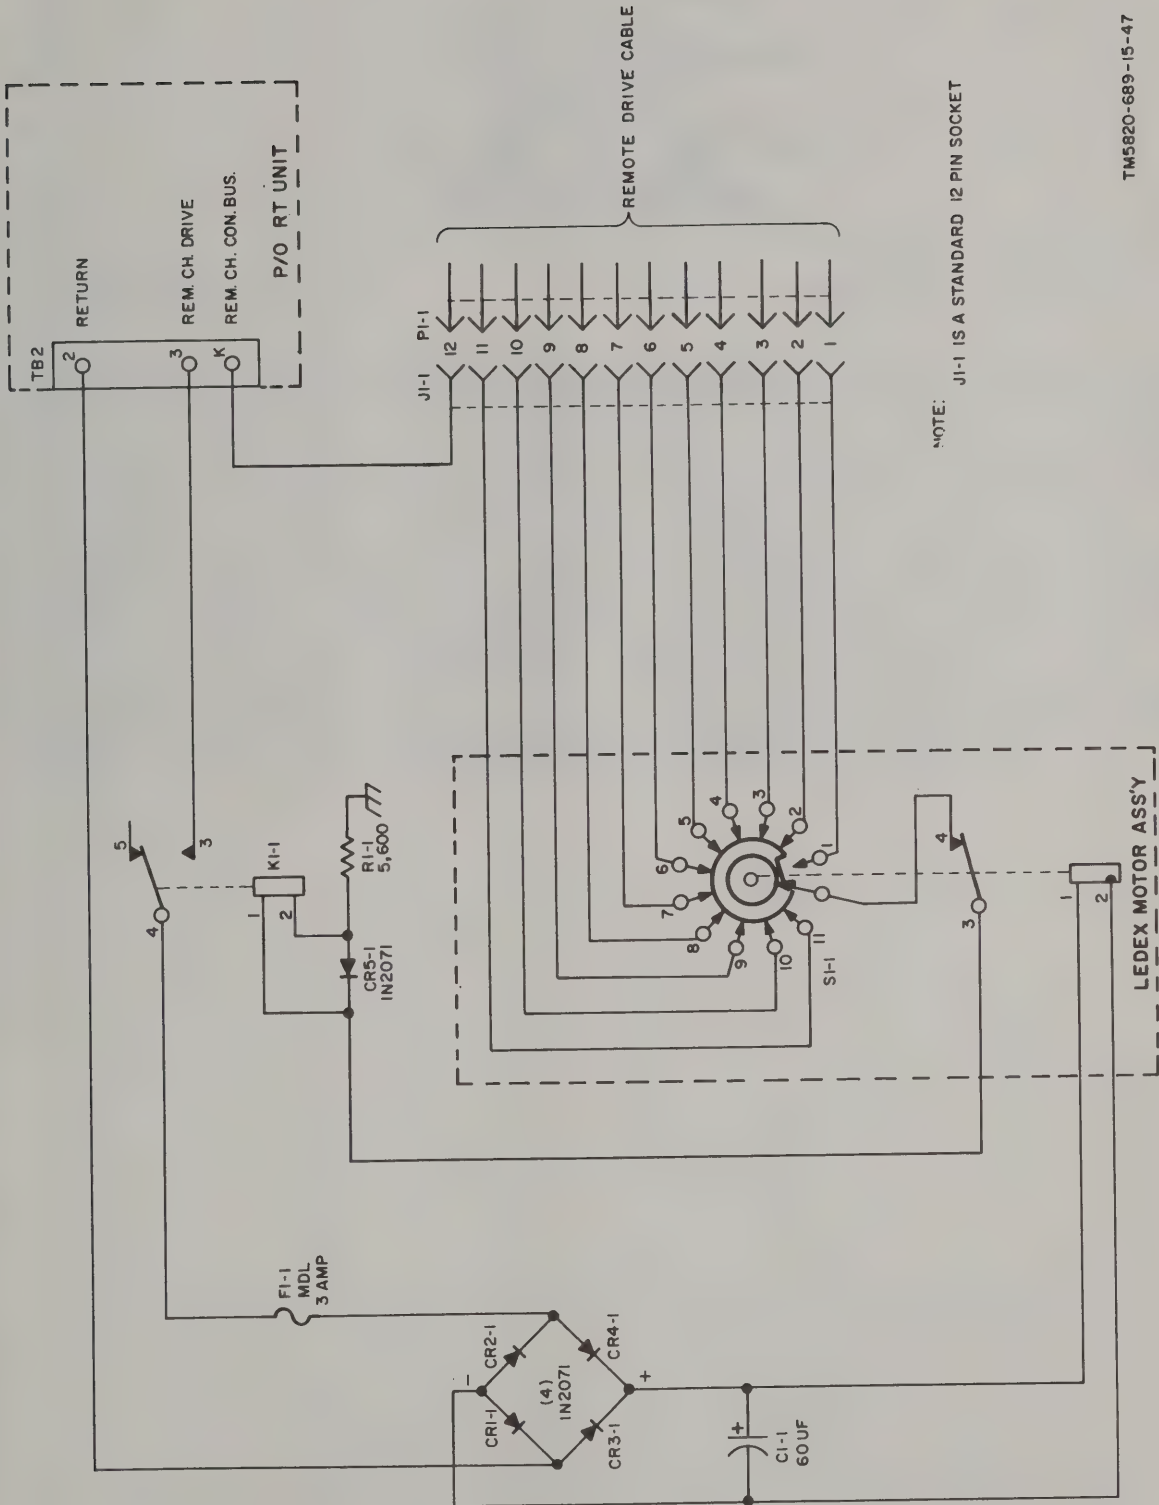 TB2
2
RETURN
3
REM. CH. DRIVE
K
REM. CH. CON. BUS.
P/O RT UNIT
5
3
4
K1-1
1
2
R1-1
5,600
CR5-1
1N2071
F1-1
MDL
3 AMP
J1-1
P1-1
12
11
10
9
8
7
6
5
4
3
2
1
REMOTE DRIVE CABLE
1
2
3
4
5
6
7
8
9
10
11
S1-1
4
3
1
2
LEDEX MOTOR ASS'Y
-
CR1-1
CR2-1
(4)
1N2071
CR3-1
CR4-1
+
+
C1-1
60 UF
NOTE:
J1-1 IS A STANDARD 12 PIN SOCKET
TM5820-689-15-47